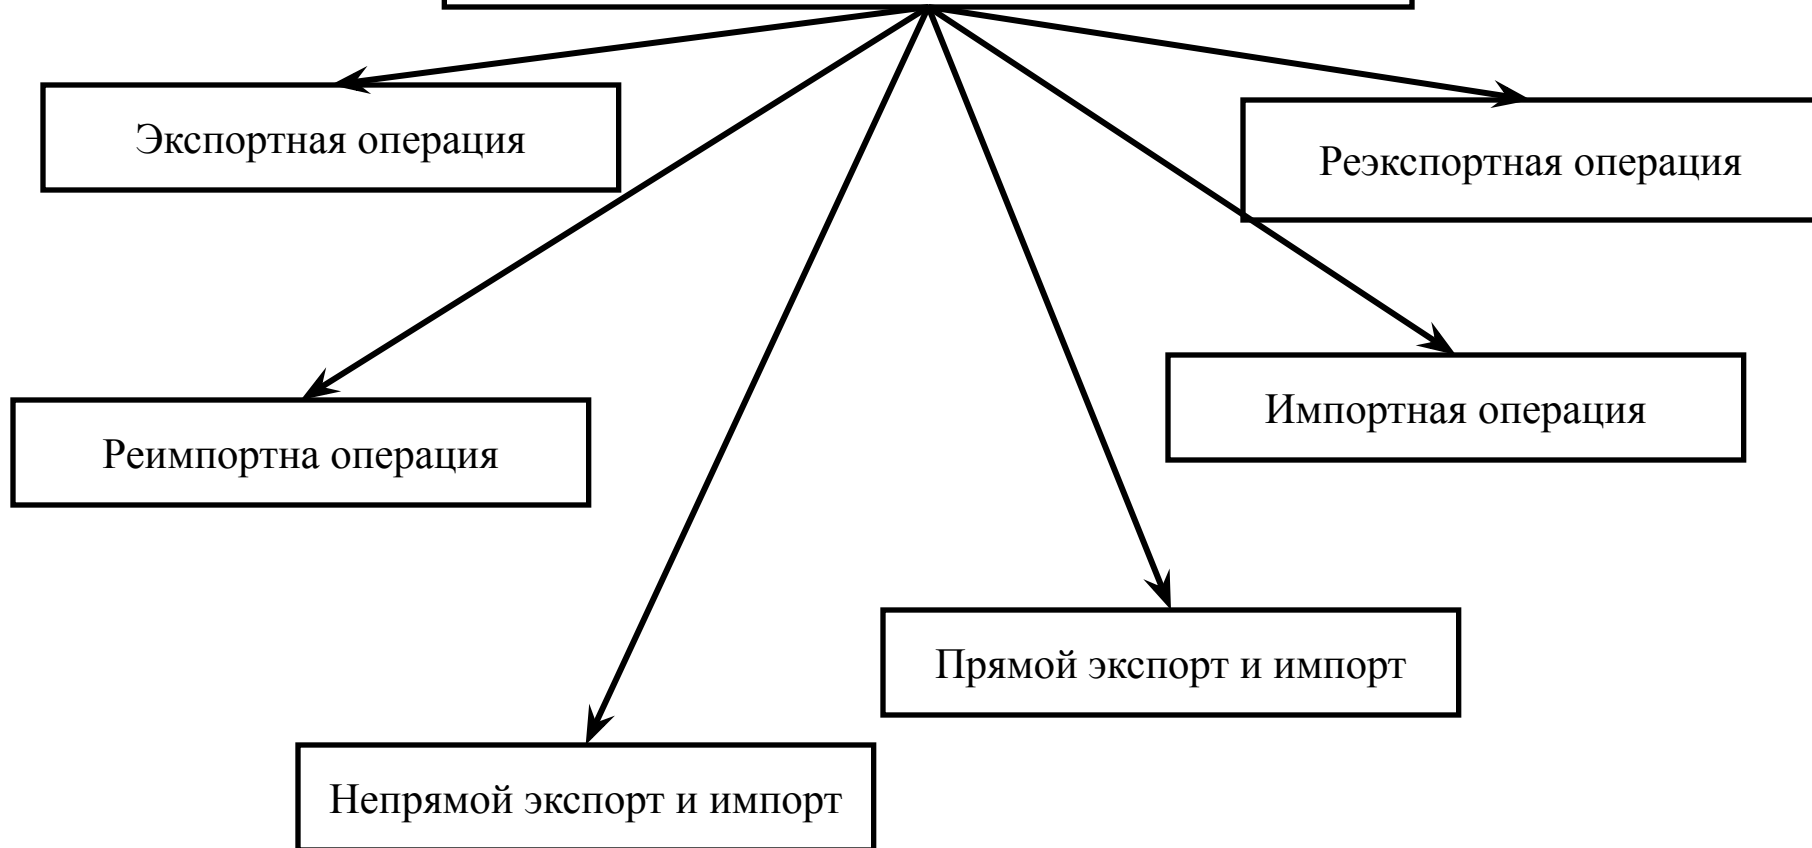 Экспортная операция
Реэкспортная операция
Импортная операция
Реимпортна операция
Прямой экспорт и импорт
Непрямой экспорт и импорт